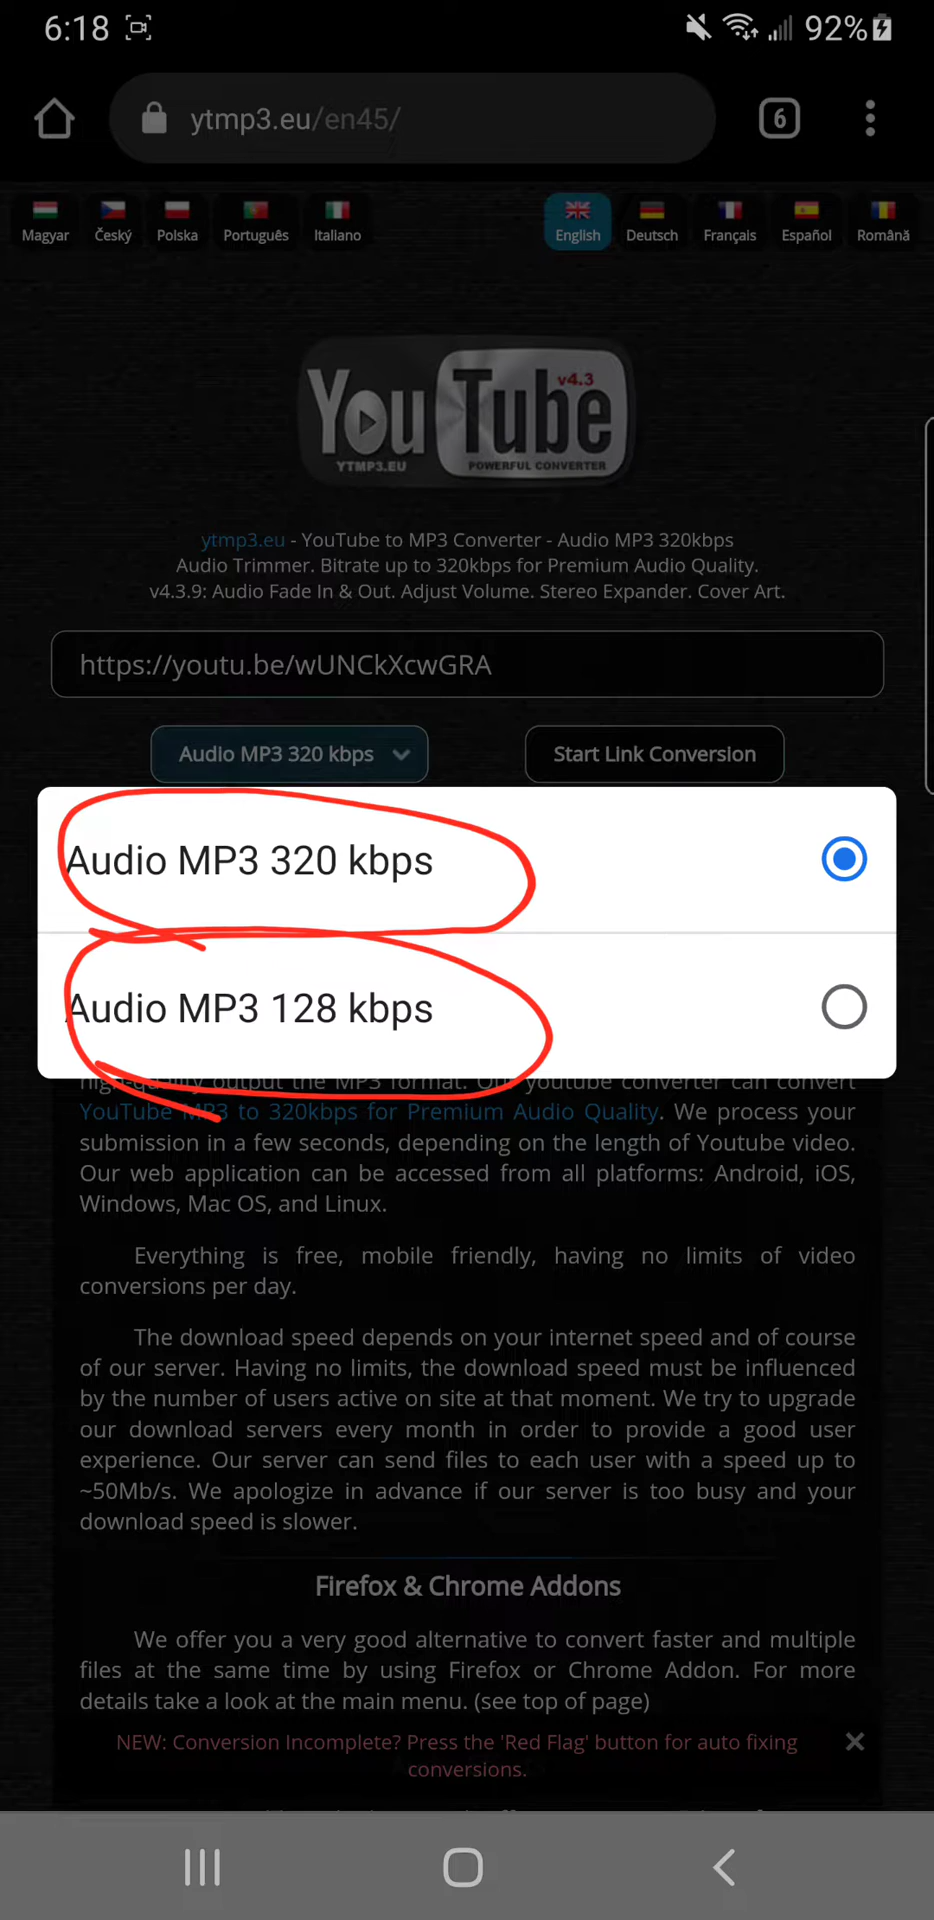 6:18 92%
ytmp3.eu/en45/ 6
Magyar Český Polska Português Italiano English Deutsch Français Español Română
YouTube v4.3
YTMP3.EU POWERFUL CONVERTER
ytmp3.eu - YouTube to MP3 Converter - Audio MP3 320kbps
Audio Trimmer. Bitrate up to 320kbps for Premium Audio Quality.
v4.3.9: Audio Fade In & Out. Adjust Volume. Stereo Expander. Cover Art.
https://youtu.be/wUNCkXcwGRA
Audio MP3 320 kbps Start Link Conversion
Audio MP3 320 kbps
Audio MP3 128 kbps
high-quality output the MP3 format. Our youtube converter can convert
YouTube MP3 to 320kbps for Premium Audio Quality. We process your
submission in a few seconds, depending on the length of Youtube video.
Our web application can be accessed from all platforms: Android, iOS,
Windows, Mac OS, and Linux.
Everything is free, mobile friendly, having no limits of video
conversions per day.
The download speed depends on your internet speed and of course
of our server. Having no limits, the download speed must be influenced
by the number of users active on site at that moment. We try to upgrade
our download servers every month in order to provide a good user
experience. Our server can send files to each user with a speed up to
~50Mb/s. We apologize in advance if our server is too busy and your
download speed is slower.
Firefox & Chrome Addons
We offer you a very good alternative to convert faster and multiple
files at the same time by using Firefox or Chrome Addon. For more
details take a look at the main menu. (see top of page)
NEW: Conversion Incomplete? Press the 'Red Flag' button for auto fixing
conversions.